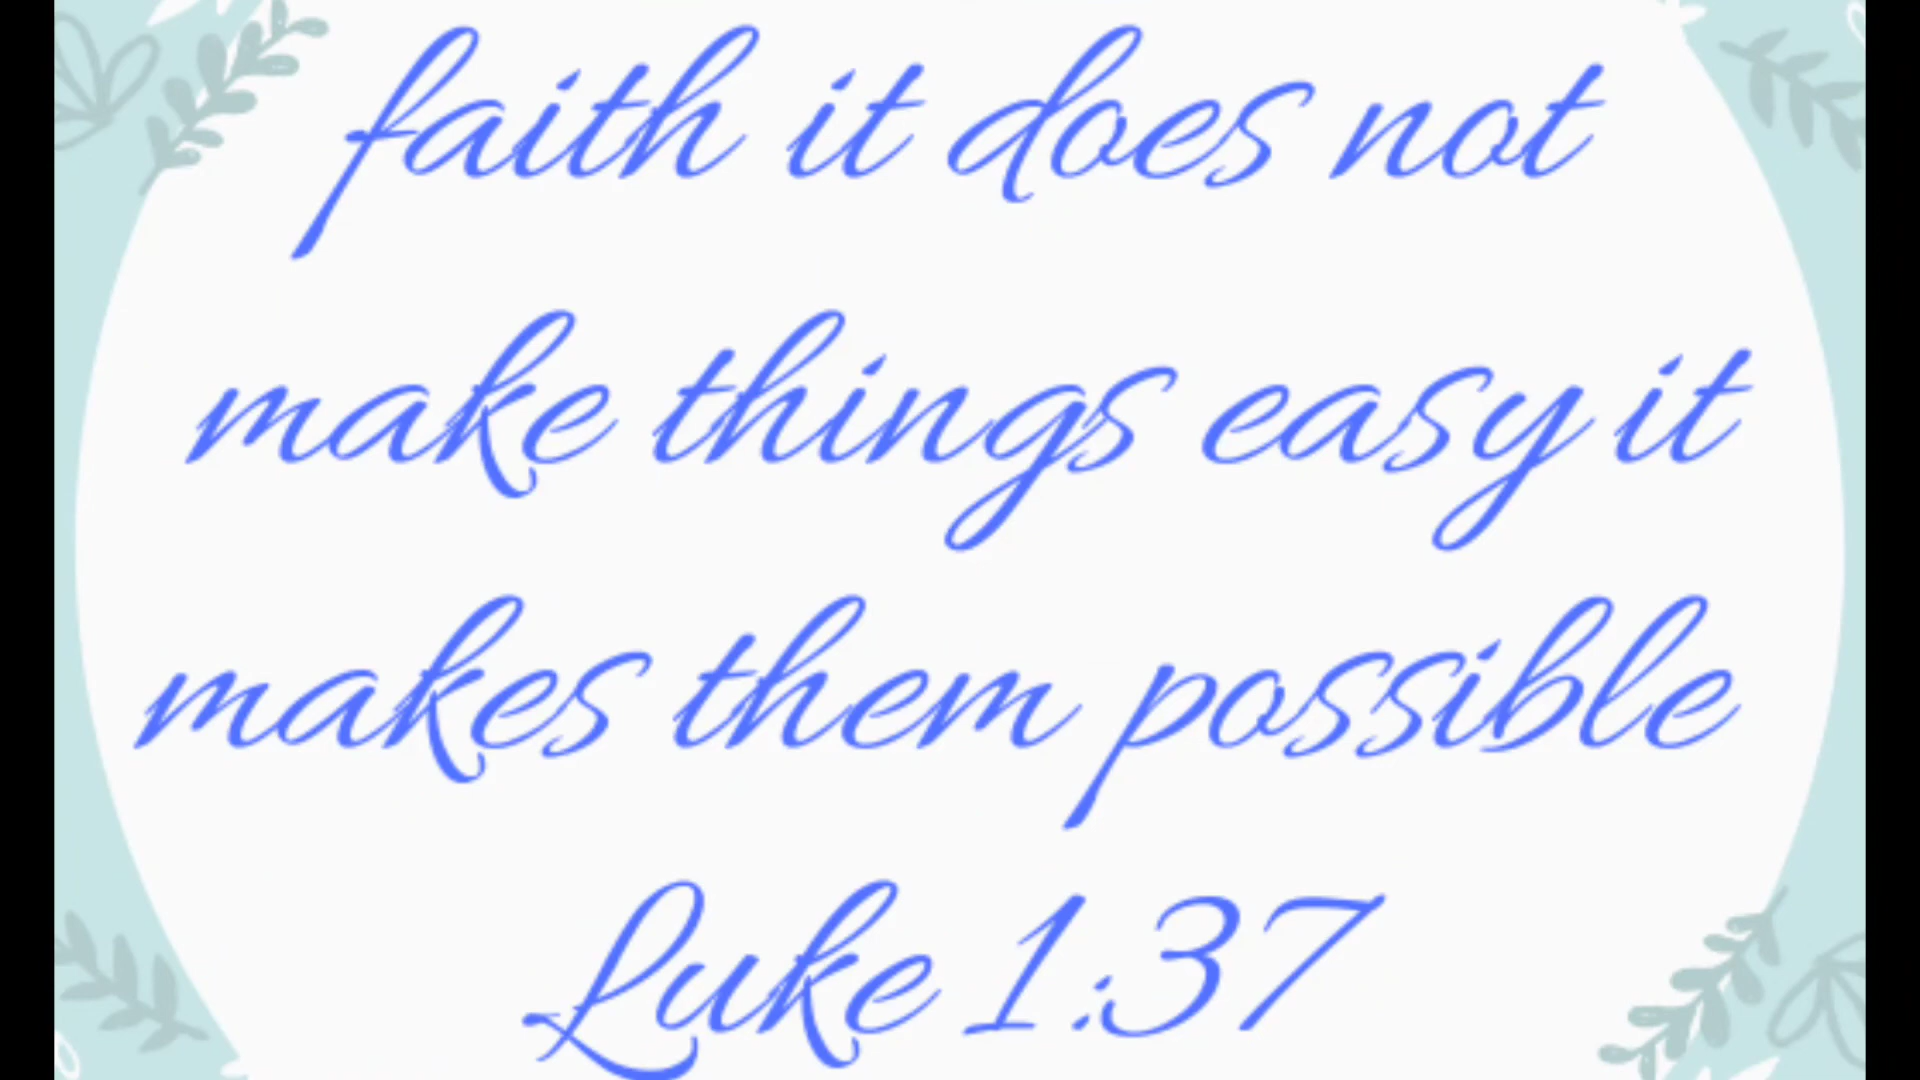 faith it does not
make things easy it
makes them possible
Luke 1:37